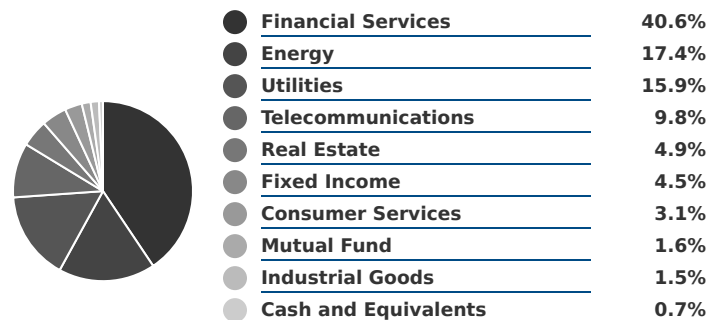 Financial Services 40.6%
Energy 17.4%
Utilities 15.9%
Telecommunications 9.8%
Real Estate 4.9%
Fixed Income 4.5%
Consumer Services 3.1%
Mutual Fund 1.6%
Industrial Goods 1.5%
Cash and Equivalents 0.7%